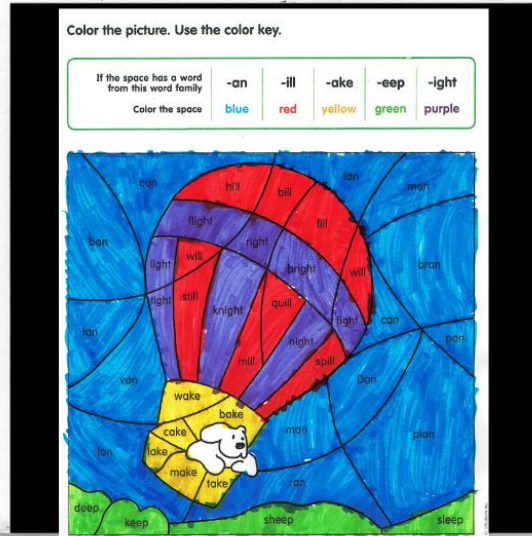 Color the picture. Use the color key.
If the space has a word
from this word family
-an -ill -ake -eep -ight
Color the space
blue red yellow green purple
can hill bill fan man
flight fill
ban right
light will bright will bran
tight still knight quill fight can
tan night pan
mill spill
van Dan
wake
bake
cake man plan
fan lake
make take ran
deep keep sheep sleep